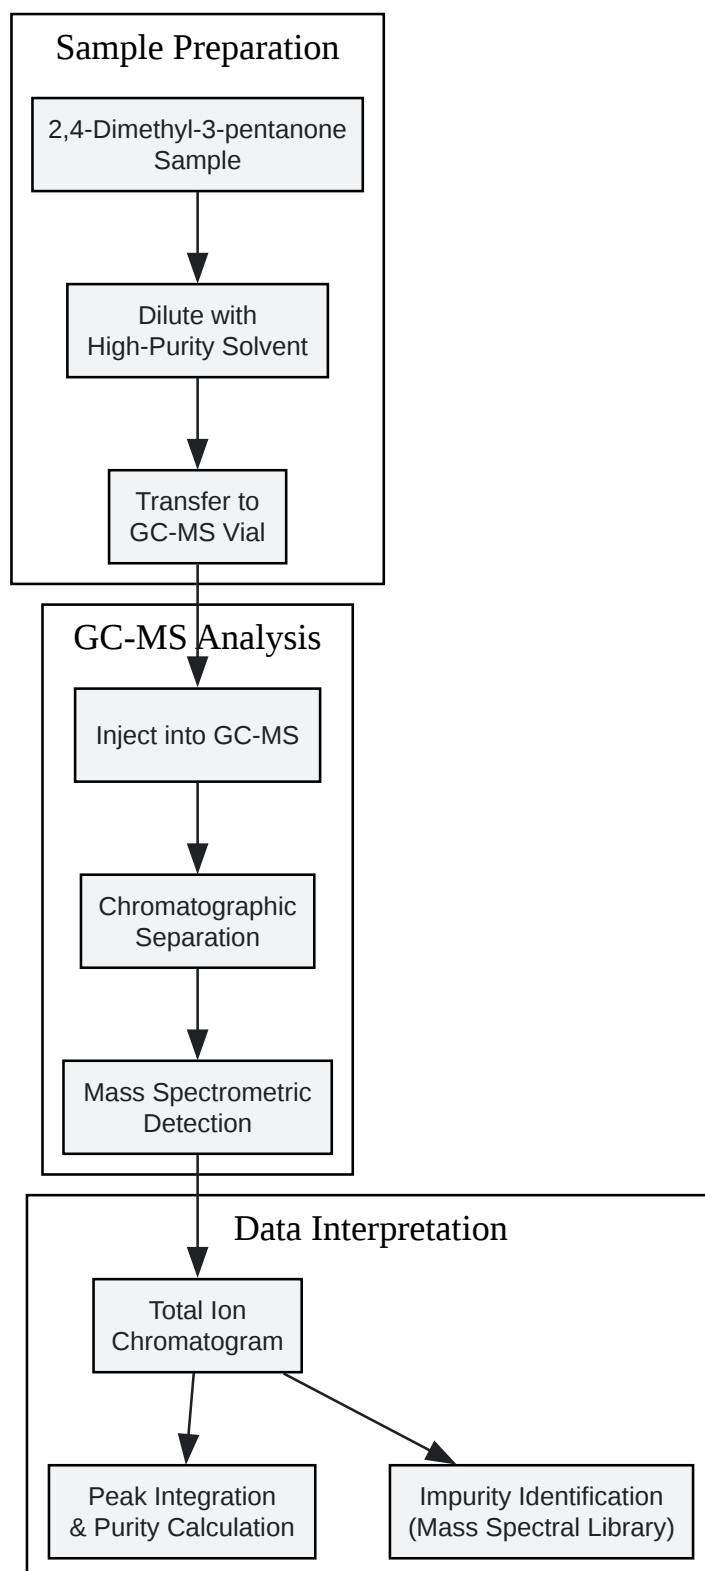 Sample Preparation
2,4-Dimethyl-3-pentanone
Sample
Dilute with
High-Purity Solvent
Transfer to
GC-MS Vial
GC-MS Analysis
Inject into GC-MS
Chromatographic
Separation
Mass Spectrometric
Detection
Data Interpretation
Total Ion
Chromatogram
Peak Integration
& Purity Calculation
Impurity Identification
(Mass Spectral Library)